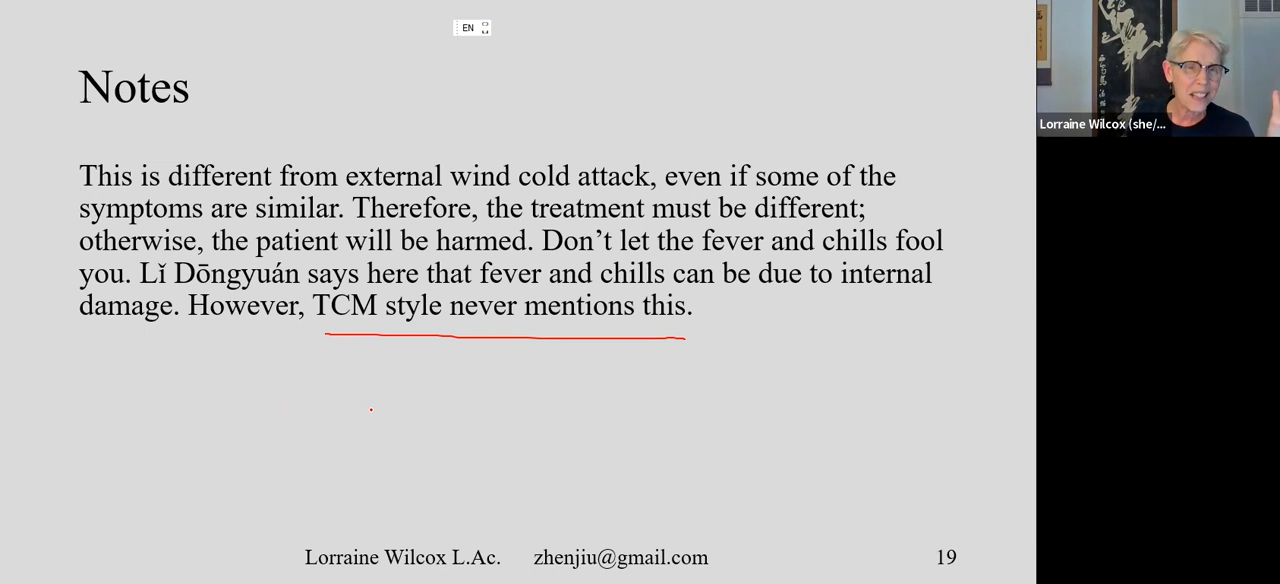 EN
Notes
This is different from external wind cold attack, even if some of the
symptoms are similar. Therefore, the treatment must be different;
otherwise, the patient will be harmed. Don’t let the fever and chills fool
you. Lǐ Dōngyuán says here that fever and chills can be due to internal
damage. However, TCM style never mentions this.
Lorraine Wilcox L.Ac. zhenjiu@gmail.com 19
Lorraine Wilcox (she/...